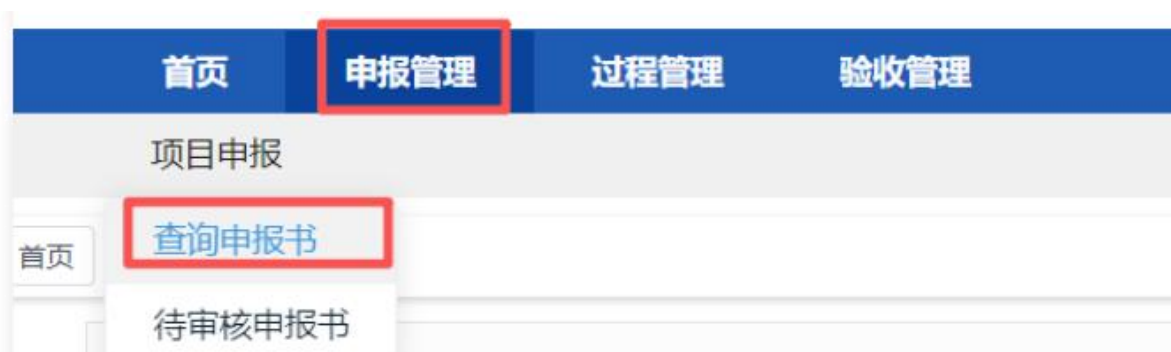 首页 申报管理 过程管理 验收管理
项目申报
查询申报书
首页
待审核申报书